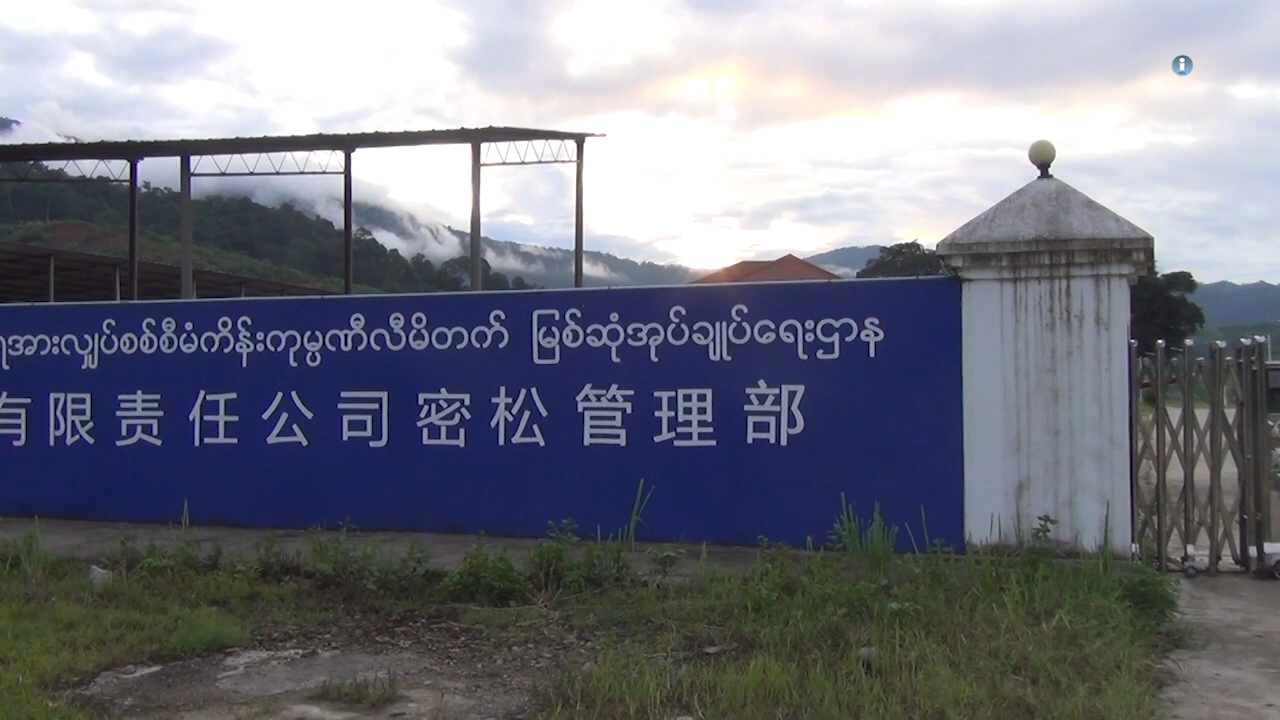 ရေအားလျှပ်စစ်စီမံကိန်းကုမ္ပဏီလီမိတက် မြစ်ဆုံအုပ်ချုပ်ရေးဌာန
有限责任公司密松管理部